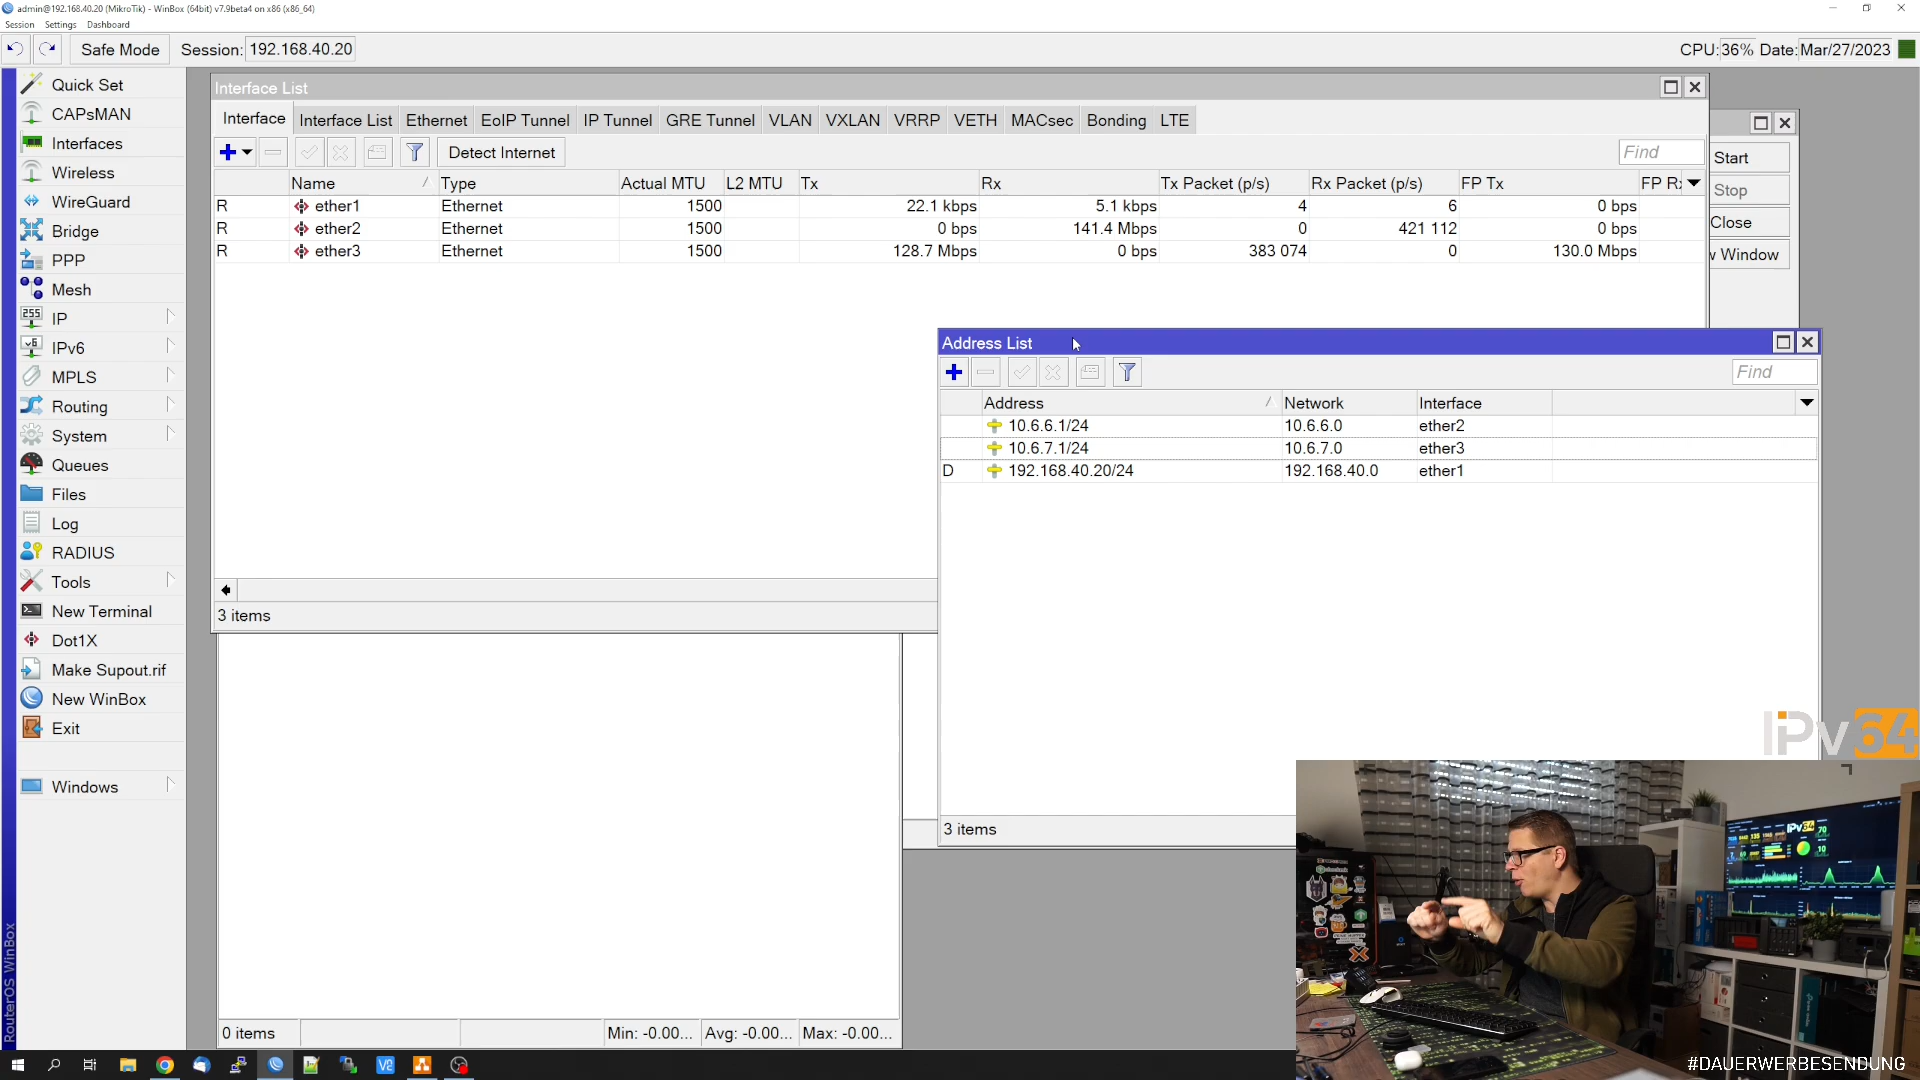 admin@192.168.40.20 (MikroTik) - WinBox (64bit) v7.9beta4 on x86 (x86_64)
Session Settings Dashboard
Safe Mode Session: 192.168.40.20 CPU: 36% Date: Mar/27/2023
Quick Set
CAPsMAN
Interfaces
Wireless
WireGuard
Bridge
PPP
Mesh
IP
IPv6
MPLS
Routing
System
Queues
Files
Log
RADIUS
Tools
New Terminal
Dot1X
Make Supout.rif
New WinBox
Exit
Windows
RouterOS WinBox
Interface List
Interface Interface List Ethernet EoIP Tunnel IP Tunnel GRE Tunnel VLAN VXLAN VRRP VETH MACsec Bonding LTE
Detect Internet Find
Name Type Actual MTU L2 MTU Tx Rx Tx Packet (p/s) Rx Packet (p/s) FP Tx FP R
R ether1 Ethernet 1500 22.1 kbps 5.1 kbps 4 6 0 bps
R ether2 Ethernet 1500 0 bps 141.4 Mbps 0 421 112 0 bps
R ether3 Ethernet 1500 128.7 Mbps 0 bps 383 074 0 130.0 Mbps
3 items
Start
Stop
Close
w Window
Address List
Find
Address Network Interface
10.6.6.1/24 10.6.6.0 ether2
10.6.7.1/24 10.6.7.0 ether3
D 192.168.40.20/24 192.168.40.0 ether1
3 items
0 items Min: -0.00... Avg: -0.00... Max: -0.00...
IPv64
IPv64
70
10
#DAUERWERBESENDUNG